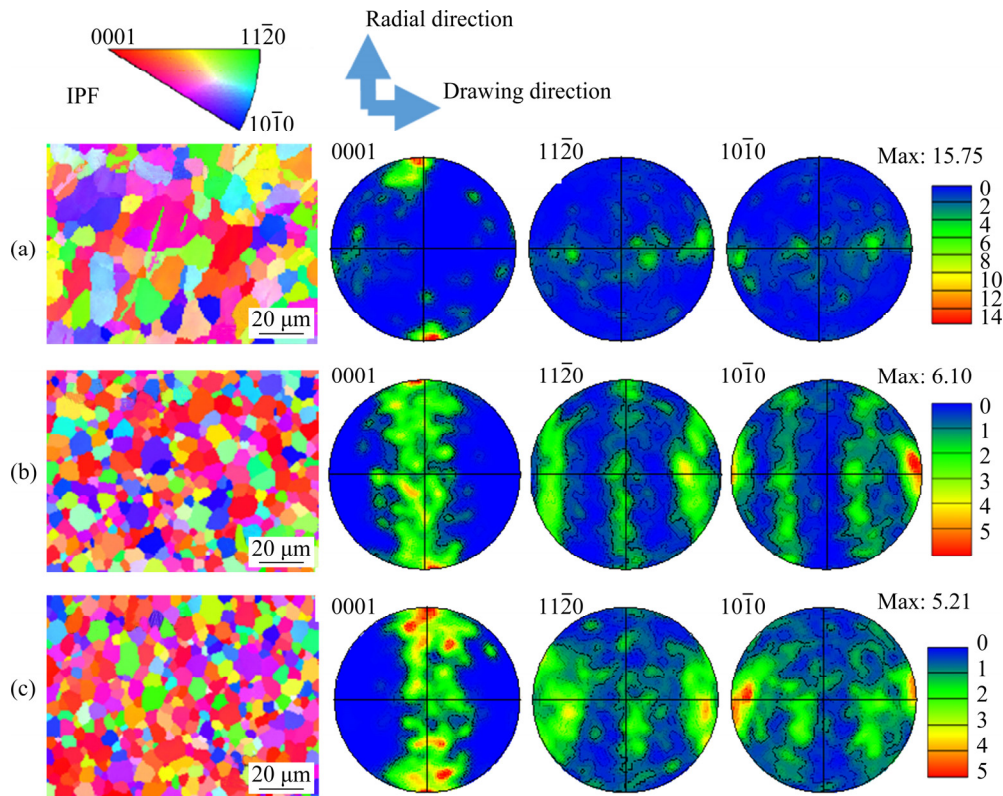 0001 112̄0
IPF
101̄0
Radial direction
Drawing direction
(a)
20 μm
0001 112̄0 101̄0
Max: 15.75
0
2
4
6
8
10
12
14
(b)
20 μm
0001 112̄0 101̄0
Max: 6.10
0
1
2
3
4
5
(c)
20 μm
0001 112̄0 101̄0
Max: 5.21
0
1
2
3
4
5